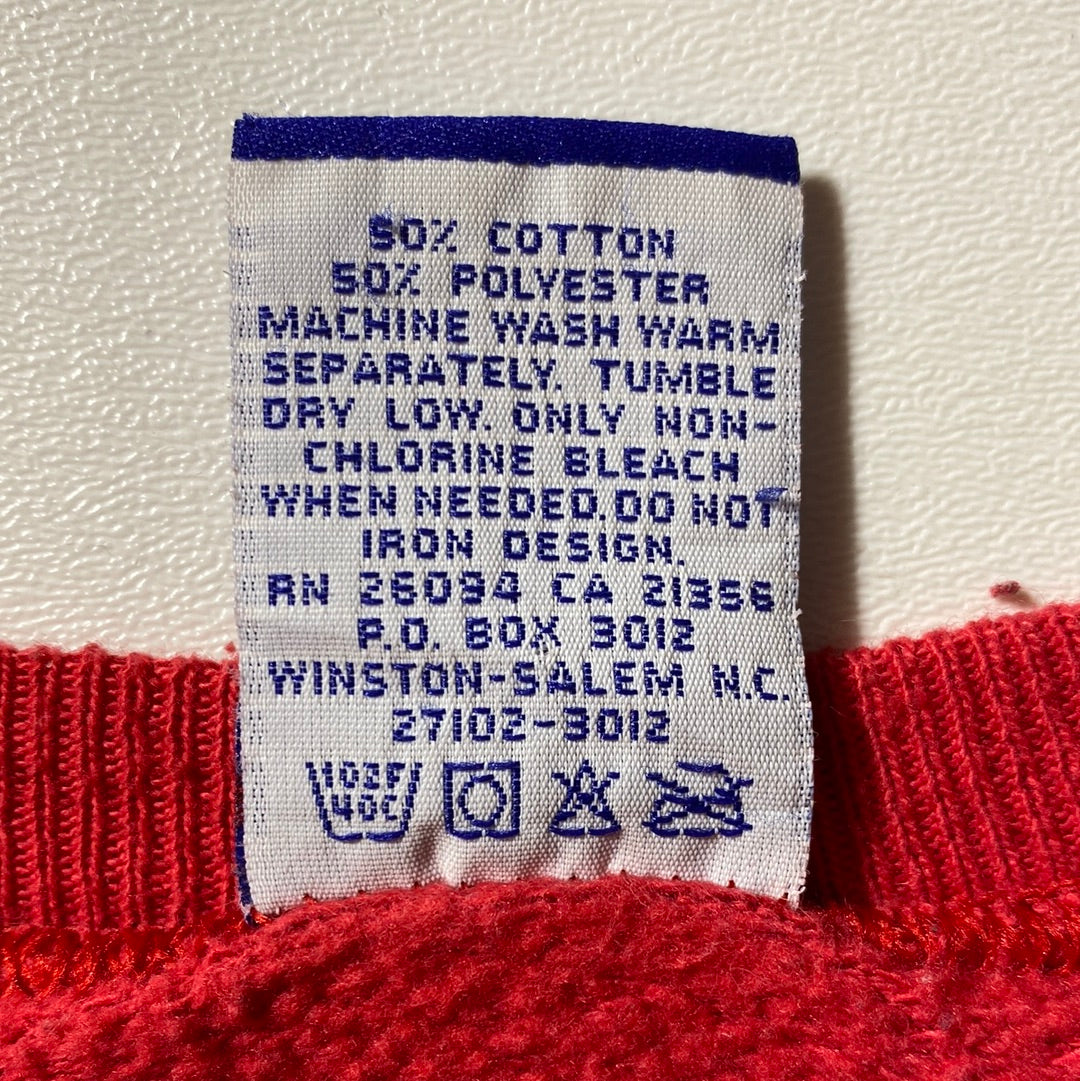 50% COTTON
50% POLYESTER
MACHINE WASH WARM
SEPARATELY. TUMBLE
DRY LOW. ONLY NON-
CHLORINE BLEACH
WHEN NEEDED. DO NOT
IRON DESIGN.
RN 26094 CA 21356
P.O. BOX 3012
WINSTON-SALEM N.C.
27102-3012
103F
40C